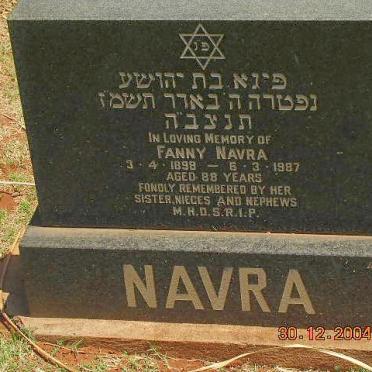 פ נ
פיגא בת יהושע
נפטרה ה' באדר תשמ"ז
תנצב"ה
IN LOVING MEMORY OF
FANNY NAVRA
3 - 4 - 1898 - 6 - 3 - 1987
AGED 88 YEARS
FONDLY REMEMBERED BY HER
SISTER, NIECES AND NEPHEWS
M.H.D.S.R.I.P.
NAVRA
30.12.2004